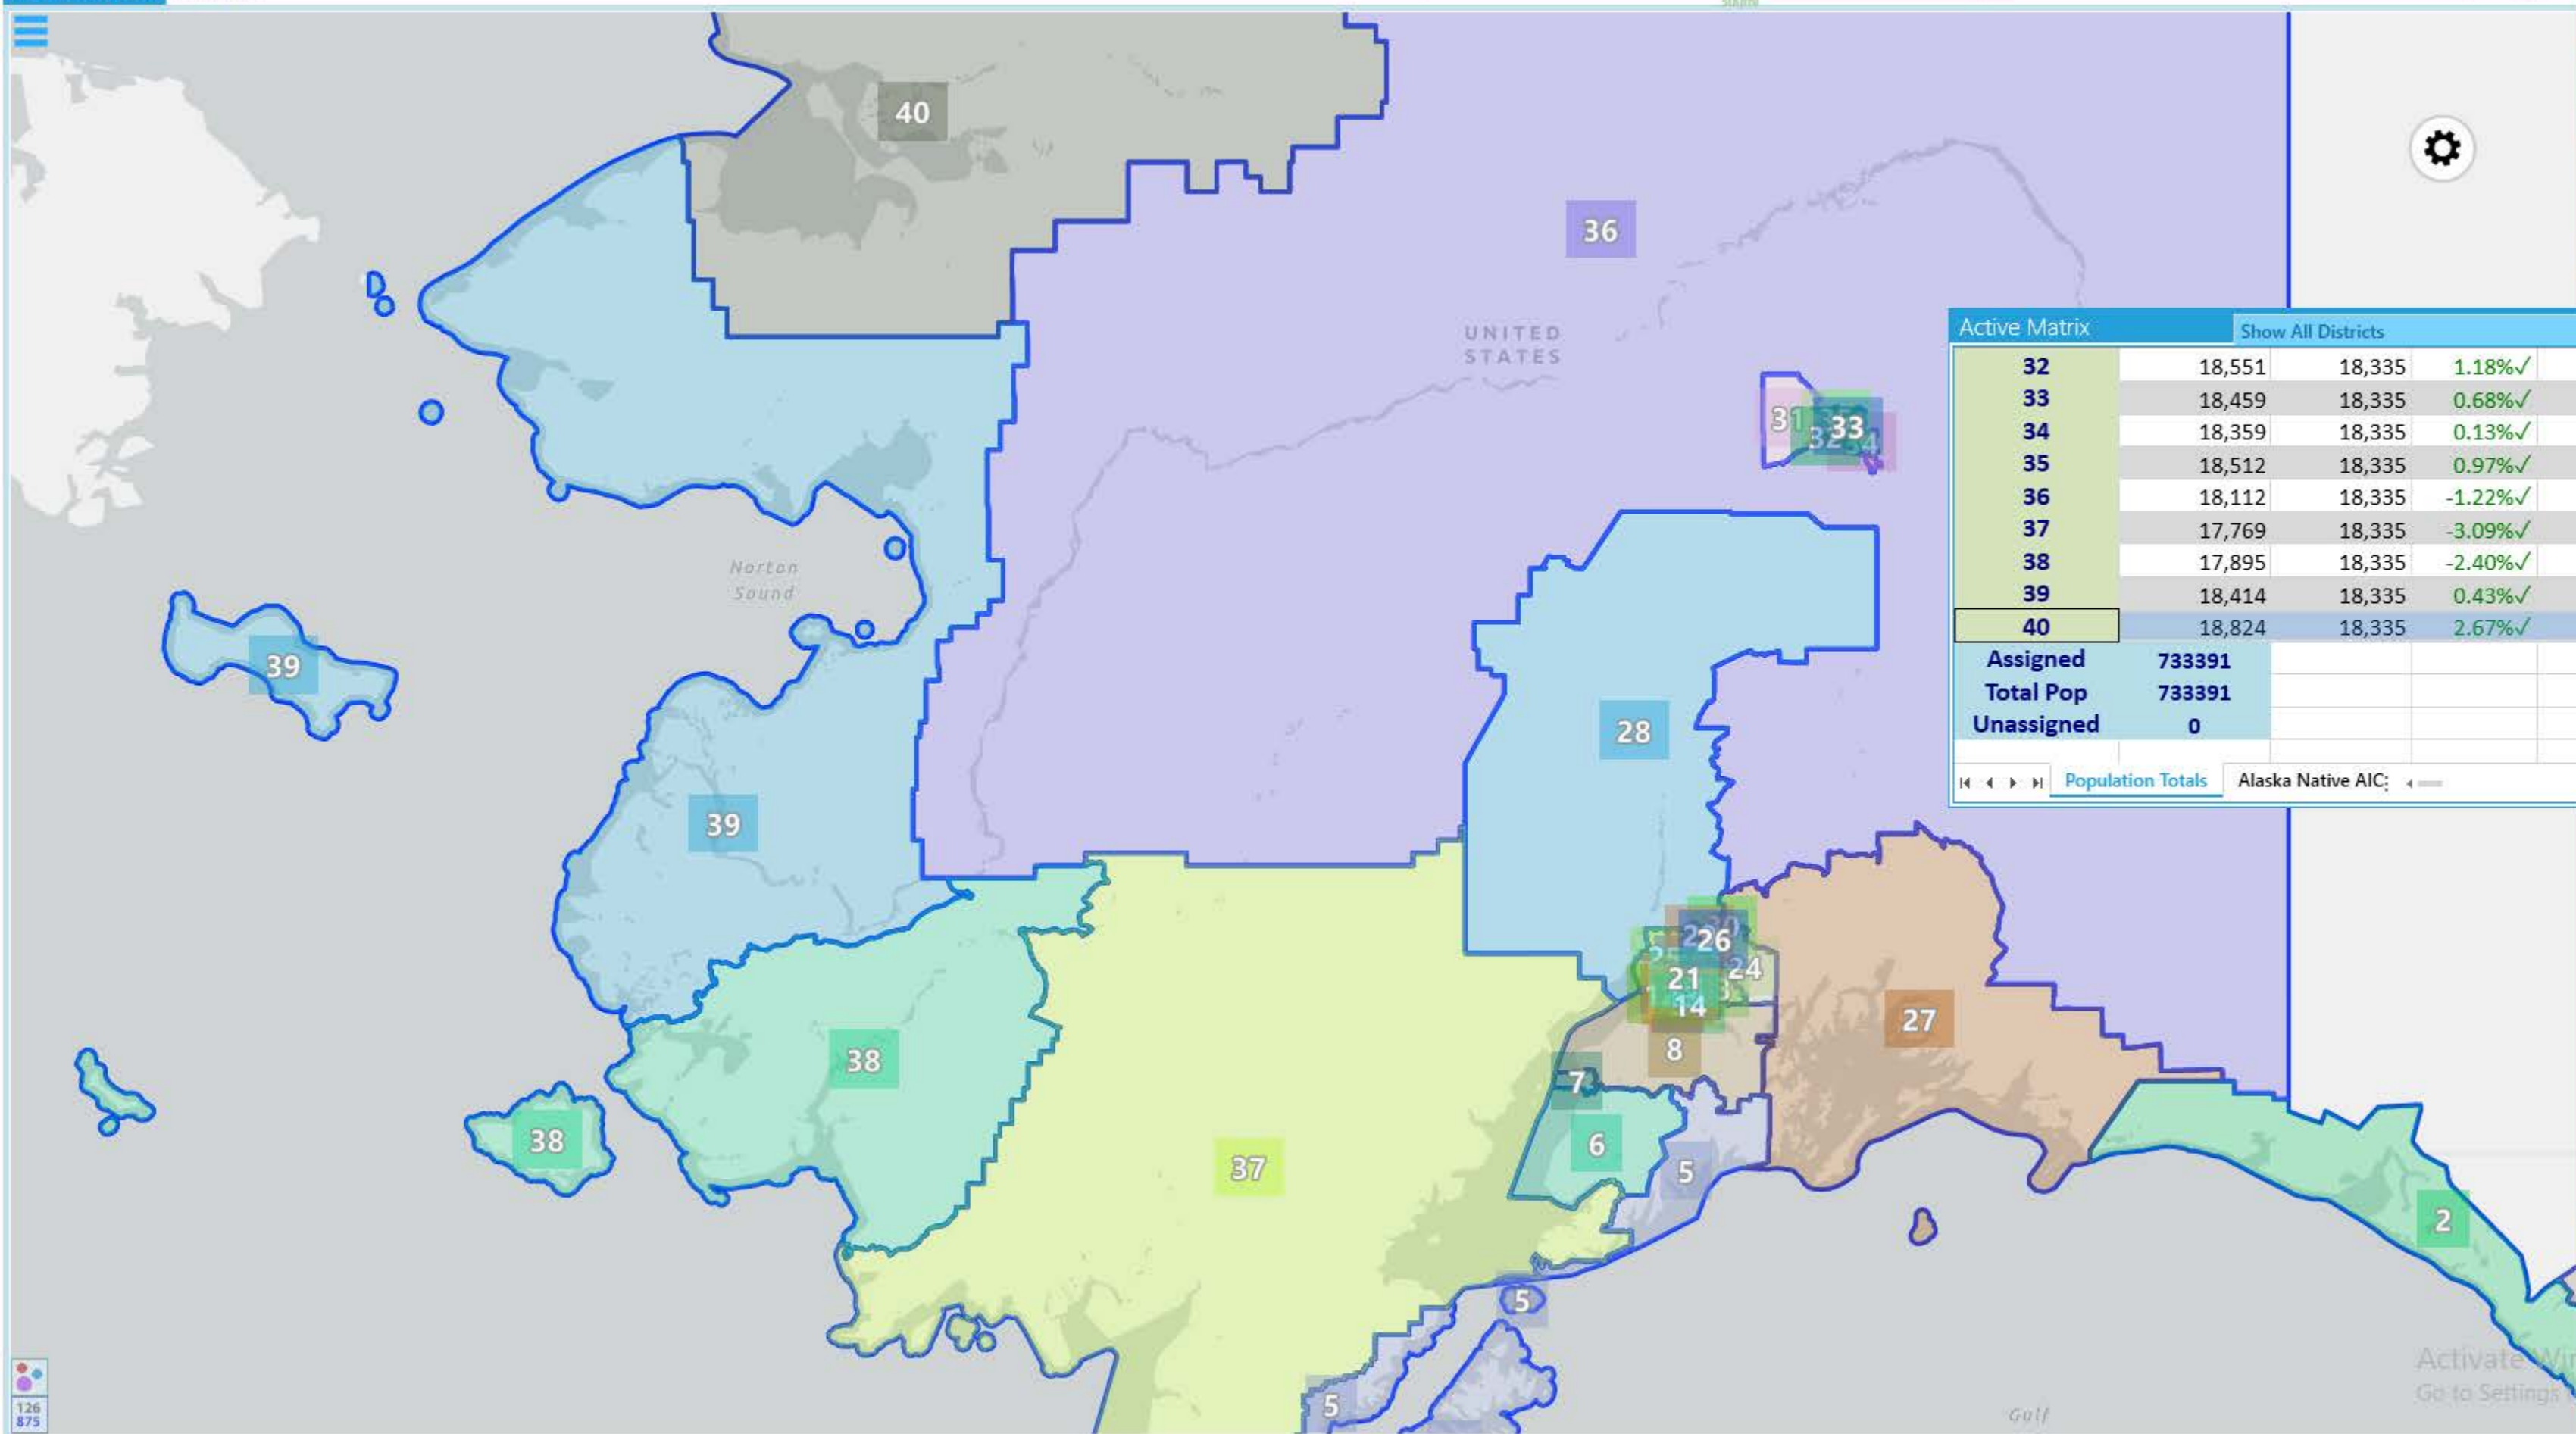 40
36
UNITED
STATES
31
33
Norton
Sound
39
28
39
26
21
24
14
27
38
8
7
38
6
37
5
2
5
5
Gulf
126
875
Active Matrix Show All Districts
32 18,551 18,335 1.18%✓
33 18,459 18,335 0.68%✓
34 18,359 18,335 0.13%✓
35 18,512 18,335 0.97%✓
36 18,112 18,335 -1.22%✓
37 17,769 18,335 -3.09%✓
38 17,895 18,335 -2.40%✓
39 18,414 18,335 0.43%✓
40 18,824 18,335 2.67%✓
Assigned 733391
Total Pop 733391
Unassigned 0
Population Totals Alaska Native AIC:
Activate Wi
Go to Settings